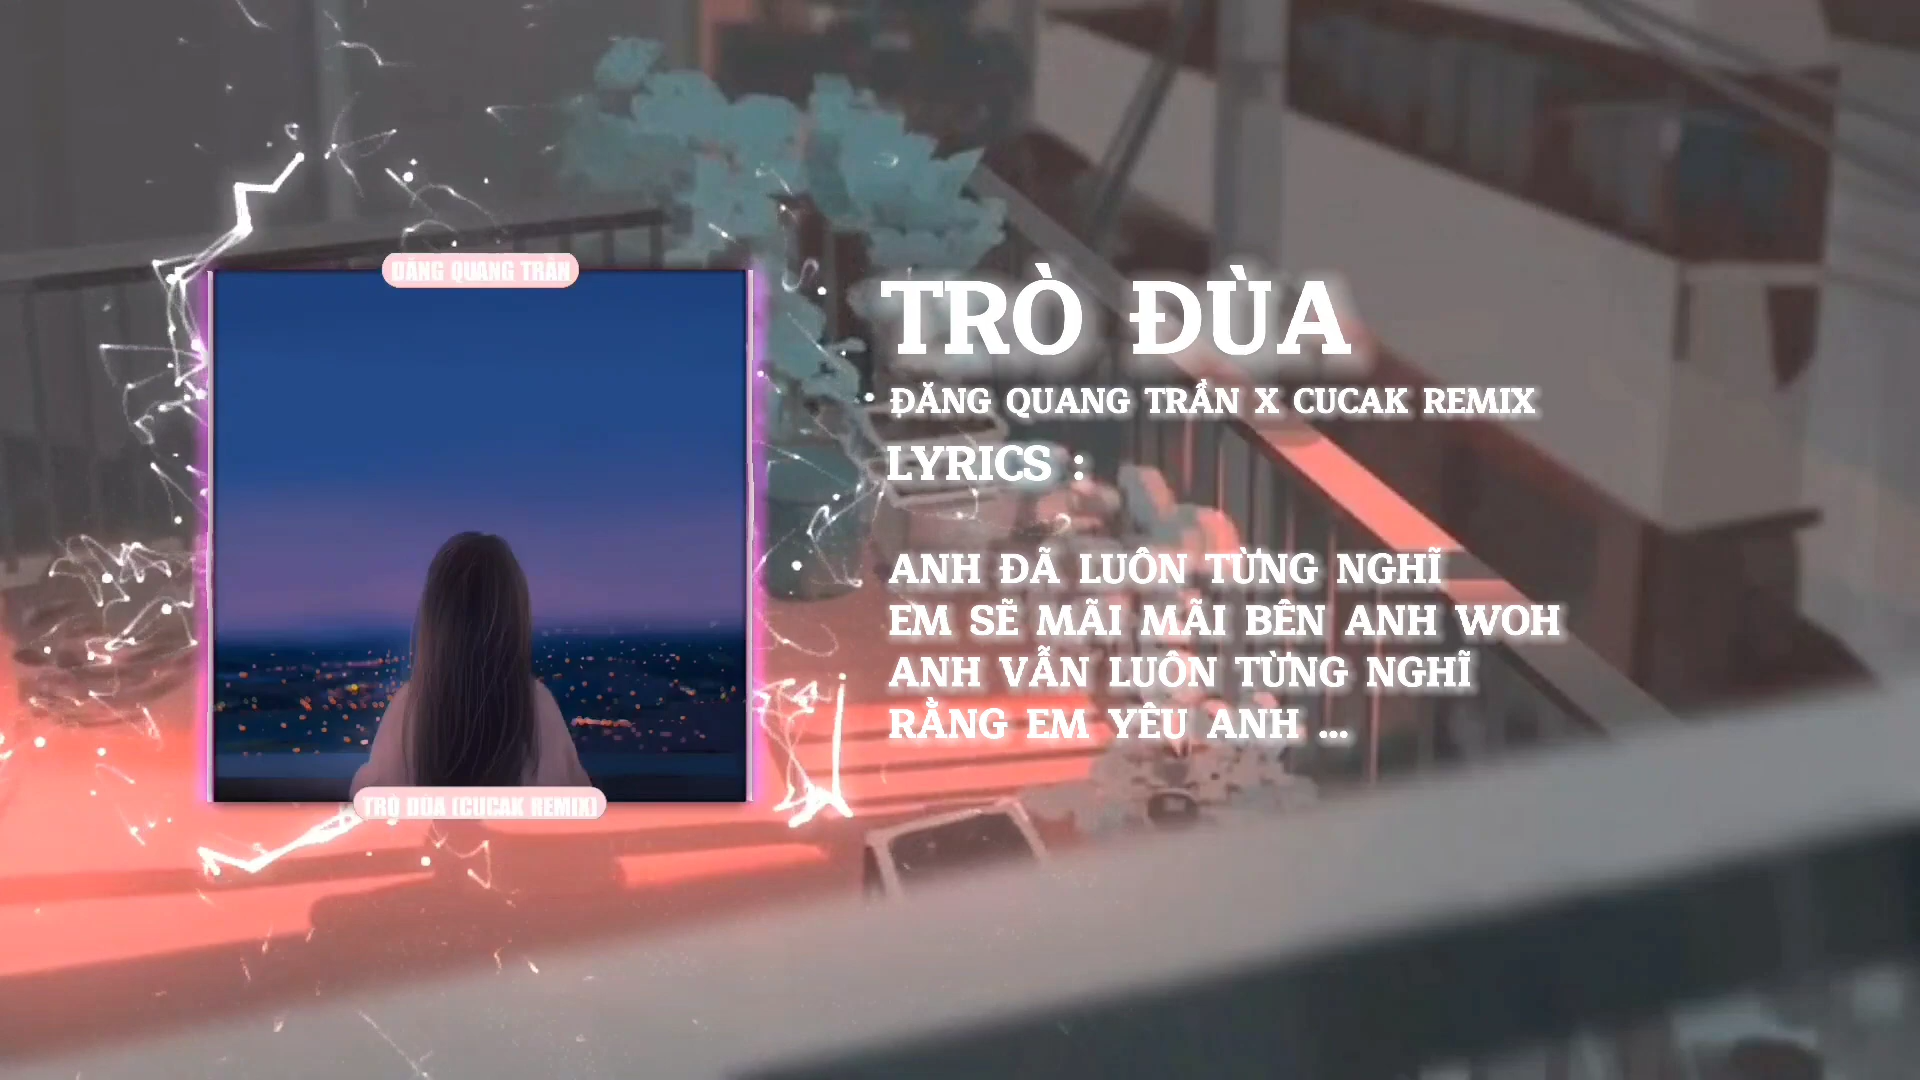 ĐĂNG QUANG TRẦN
TRÒ ĐÙA (CUCAK REMIX)
TRÒ ĐÙA
ĐĂNG QUANG TRẦN X CUCAK REMIX
LYRICS :
ANH ĐÃ LUÔN TỪNG NGHĨ
EM SẼ MÃI MÃI BÊN ANH WOH
ANH VẪN LUÔN TỪNG NGHĨ
RẰNG EM YÊU ANH ...